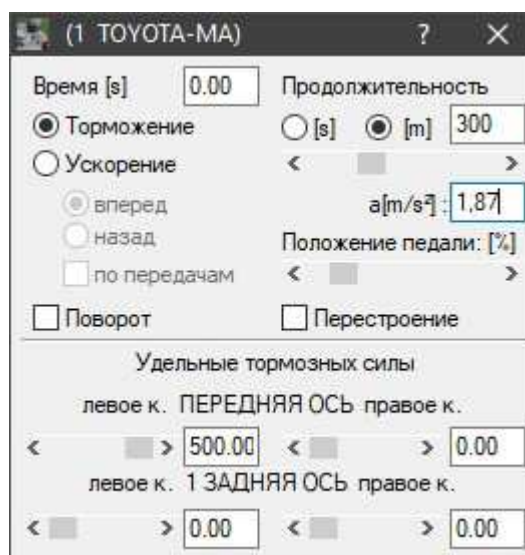 (1 TOYOTA-MA) ? ×
Время [s] 0.00 Продолжительность
Торможение [s] [m] 300
Ускорение < >
вперед a[m/s²] : 1,87
назад Положение педали: [%]
по передачам < >
Поворот Перестроение
Удельные тормозных силы
левое к. ПЕРЕДНЯЯ ОСЬ правое к.
< > 500.00 < > 0.00
левое к. 1 ЗАДНЯЯ ОСЬ правое к.
< > 0.00 < > 0.00